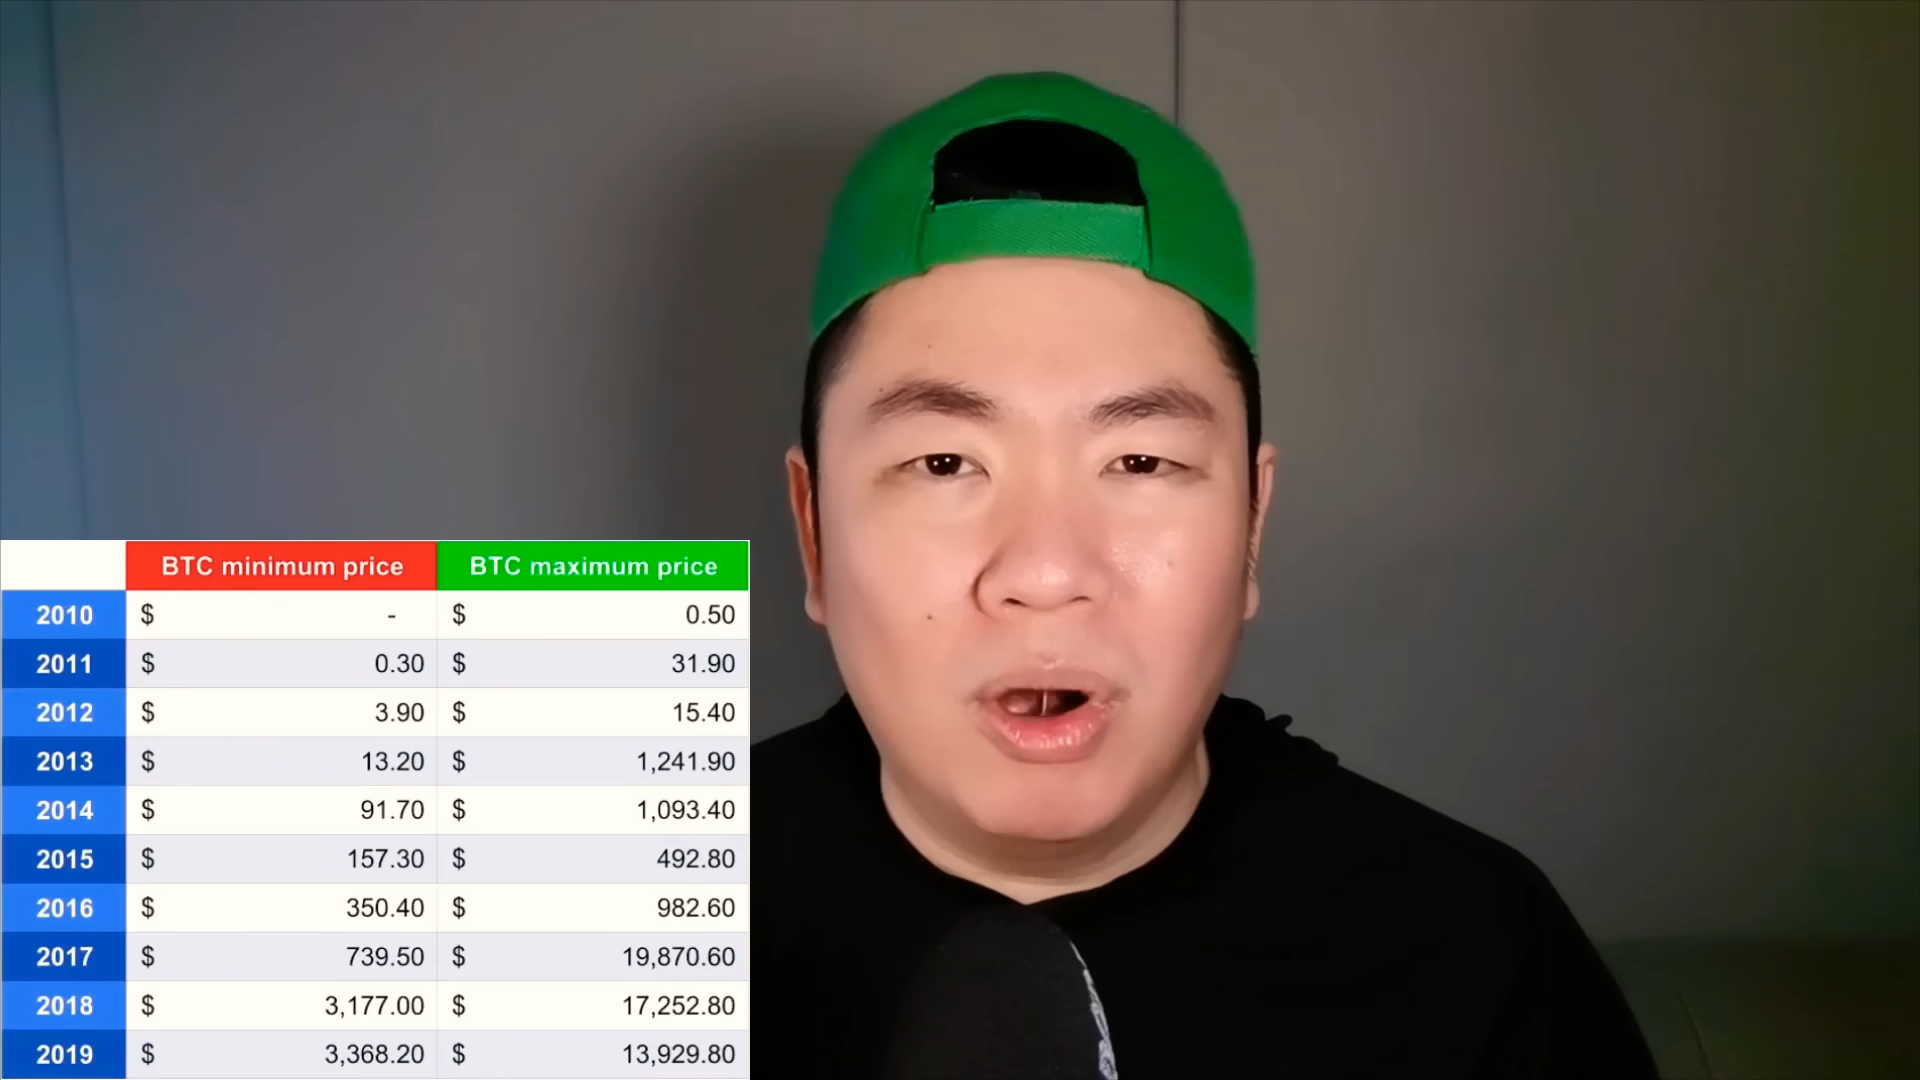 BTC minimum price BTC maximum price
2010 $ - $ 0.50
2011 $ 0.30 $ 31.90
2012 $ 3.90 $ 15.40
2013 $ 13.20 $ 1,241.90
2014 $ 91.70 $ 1,093.40
2015 $ 157.30 $ 492.80
2016 $ 350.40 $ 982.60
2017 $ 739.50 $ 19,870.60
2018 $ 3,177.00 $ 17,252.80
2019 $ 3,368.20 $ 13,929.80